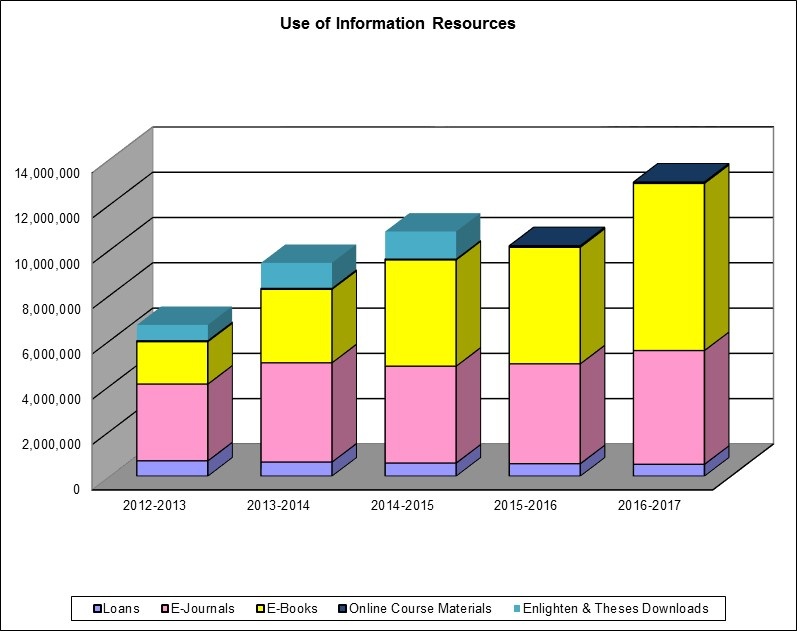 Use of Information Resources
14,000,000
12,000,000
10,000,000
8,000,000
6,000,000
4,000,000
2,000,000
0
2012-2013 2013-2014 2014-2015 2015-2016 2016-2017
Loans E-Journals E-Books Online Course Materials Enlighten & Theses Downloads